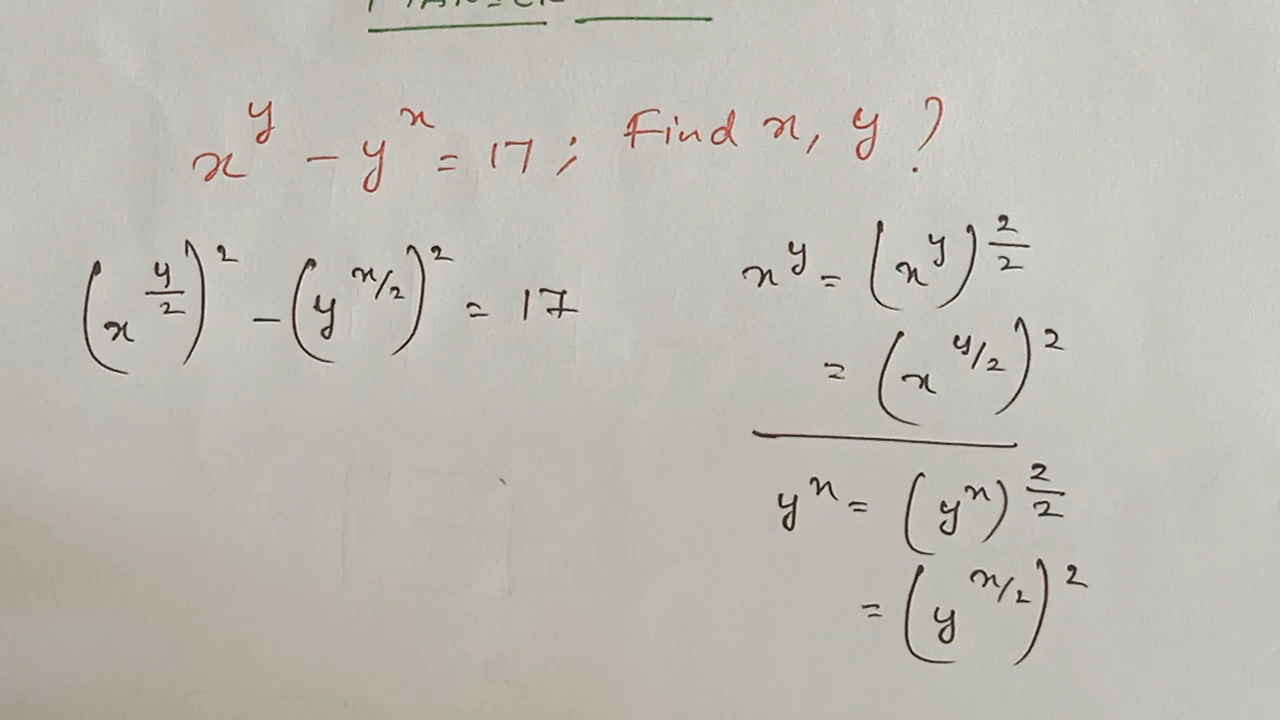 x^y - y^x = 17 ; Find x, y ?
(x^{y/2})^2 - (y^{x/2})^2 = 17
x^y = (x^y)^{2/2}
= (x^{y/2})^2
y^x = (y^x)^{2/2}
= (y^{x/2})^2